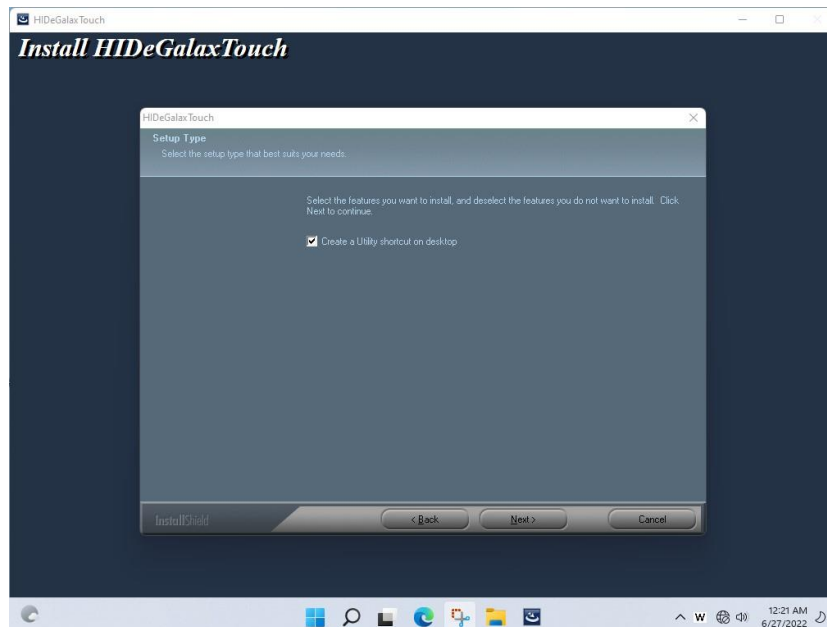 HIDeGalaxTouch
Install HIDeGalaxTouch
HIDeGalaxTouch
Setup Type
Select the setup type that best suits your needs.
Select the features you want to install, and deselect the features you do not want to install. Click
Next to continue.
Create a Utility shortcut on desktop
InstallShield
< Back
Next >
Cancel
W
12:21 AM
6/27/2022